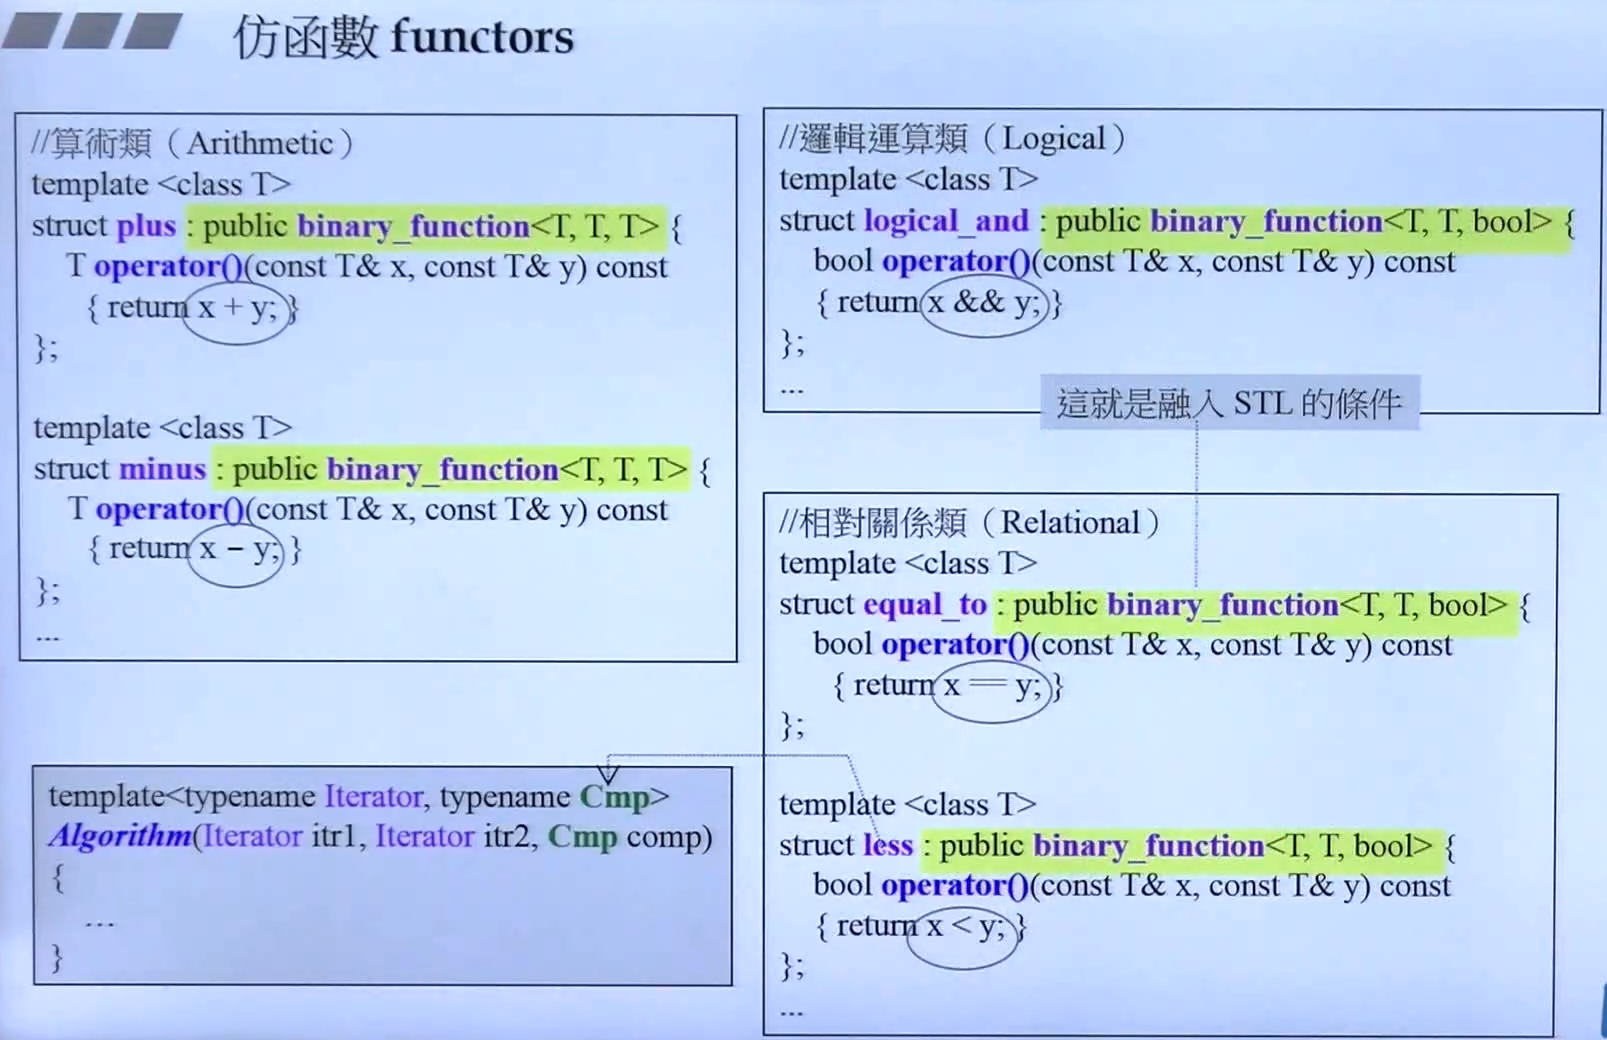 仿函數 functors
//算術類（Arithmetic）
template <class T>
struct plus : public binary_function<T, T, T> {
T operator()(const T& x, const T& y) const
{ return x + y; }
};
template <class T>
struct minus : public binary_function<T, T, T> {
T operator()(const T& x, const T& y) const
{ return x − y; }
};
...
template<typename Iterator, typename Cmp>
Algorithm(Iterator itr1, Iterator itr2, Cmp comp)
{
...
}
//邏輯運算類（Logical）
template <class T>
struct logical_and : public binary_function<T, T, bool> {
bool operator()(const T& x, const T& y) const
{ return x && y; }
};
...
這就是融入 STL 的條件
//相對關係類（Relational）
template <class T>
struct equal_to : public binary_function<T, T, bool> {
bool operator()(const T& x, const T& y) const
{ return x == y; }
};
template <class T>
struct less : public binary_function<T, T, bool> {
bool operator()(const T& x, const T& y) const
{ return x < y; }
};
...